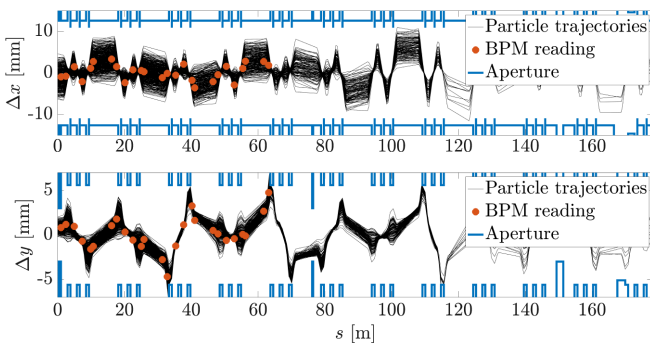 Δx [mm]
10
0
-10
Particle trajectories
BPM reading
Aperture
0 20 40 60 80 100 120 140 160
Δy [mm]
5
0
-5
Particle trajectories
BPM reading
Aperture
0 20 40 60 80 100 120 140 160
s [m]